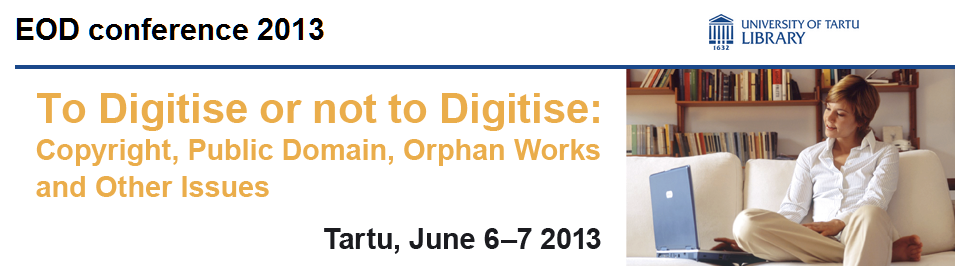 EOD conference 2013
UNIVERSITY OF TARTU
LIBRARY
1632
To Digitise or not to Digitise:
Copyright, Public Domain, Orphan Works
and Other Issues
Tartu, June 6–7 2013